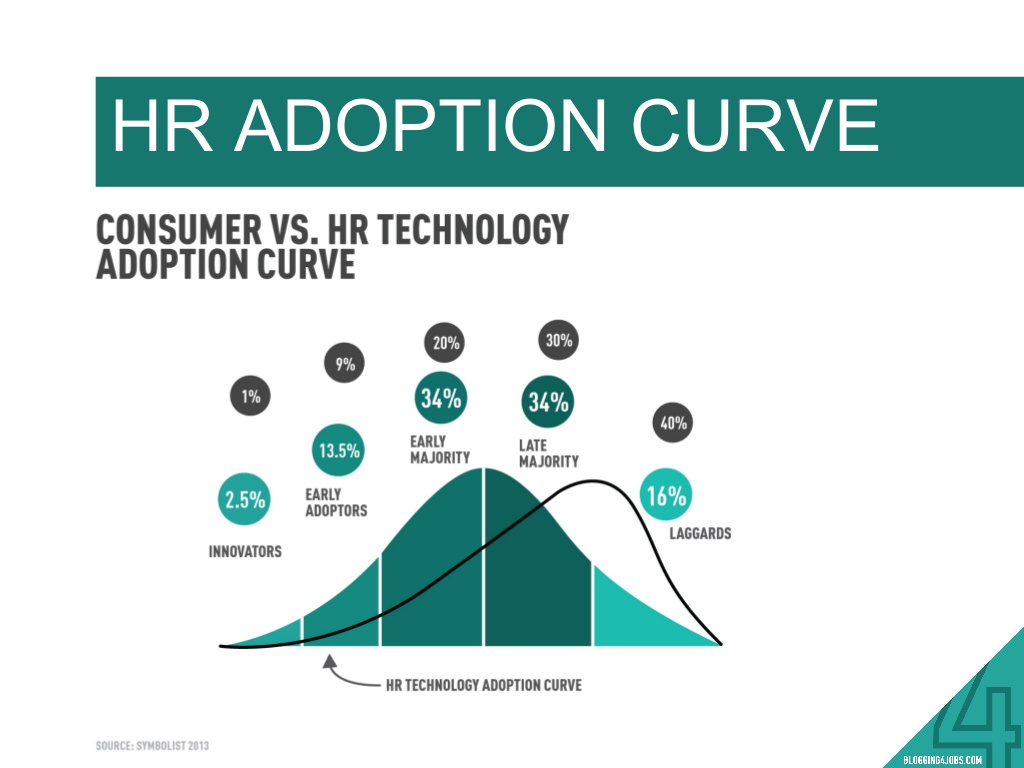 HR ADOPTION CURVE
CONSUMER VS. HR TECHNOLOGY
ADOPTION CURVE
1%
9%
20%
30%
40%
2.5%
13.5%
34%
34%
16%
INNOVATORS
EARLY
ADOPTORS
EARLY
MAJORITY
LATE
MAJORITY
LAGGARDS
HR TECHNOLOGY ADOPTION CURVE
SOURCE: SYMBOLIST 2013
4
BLOGGING4JOBS.COM